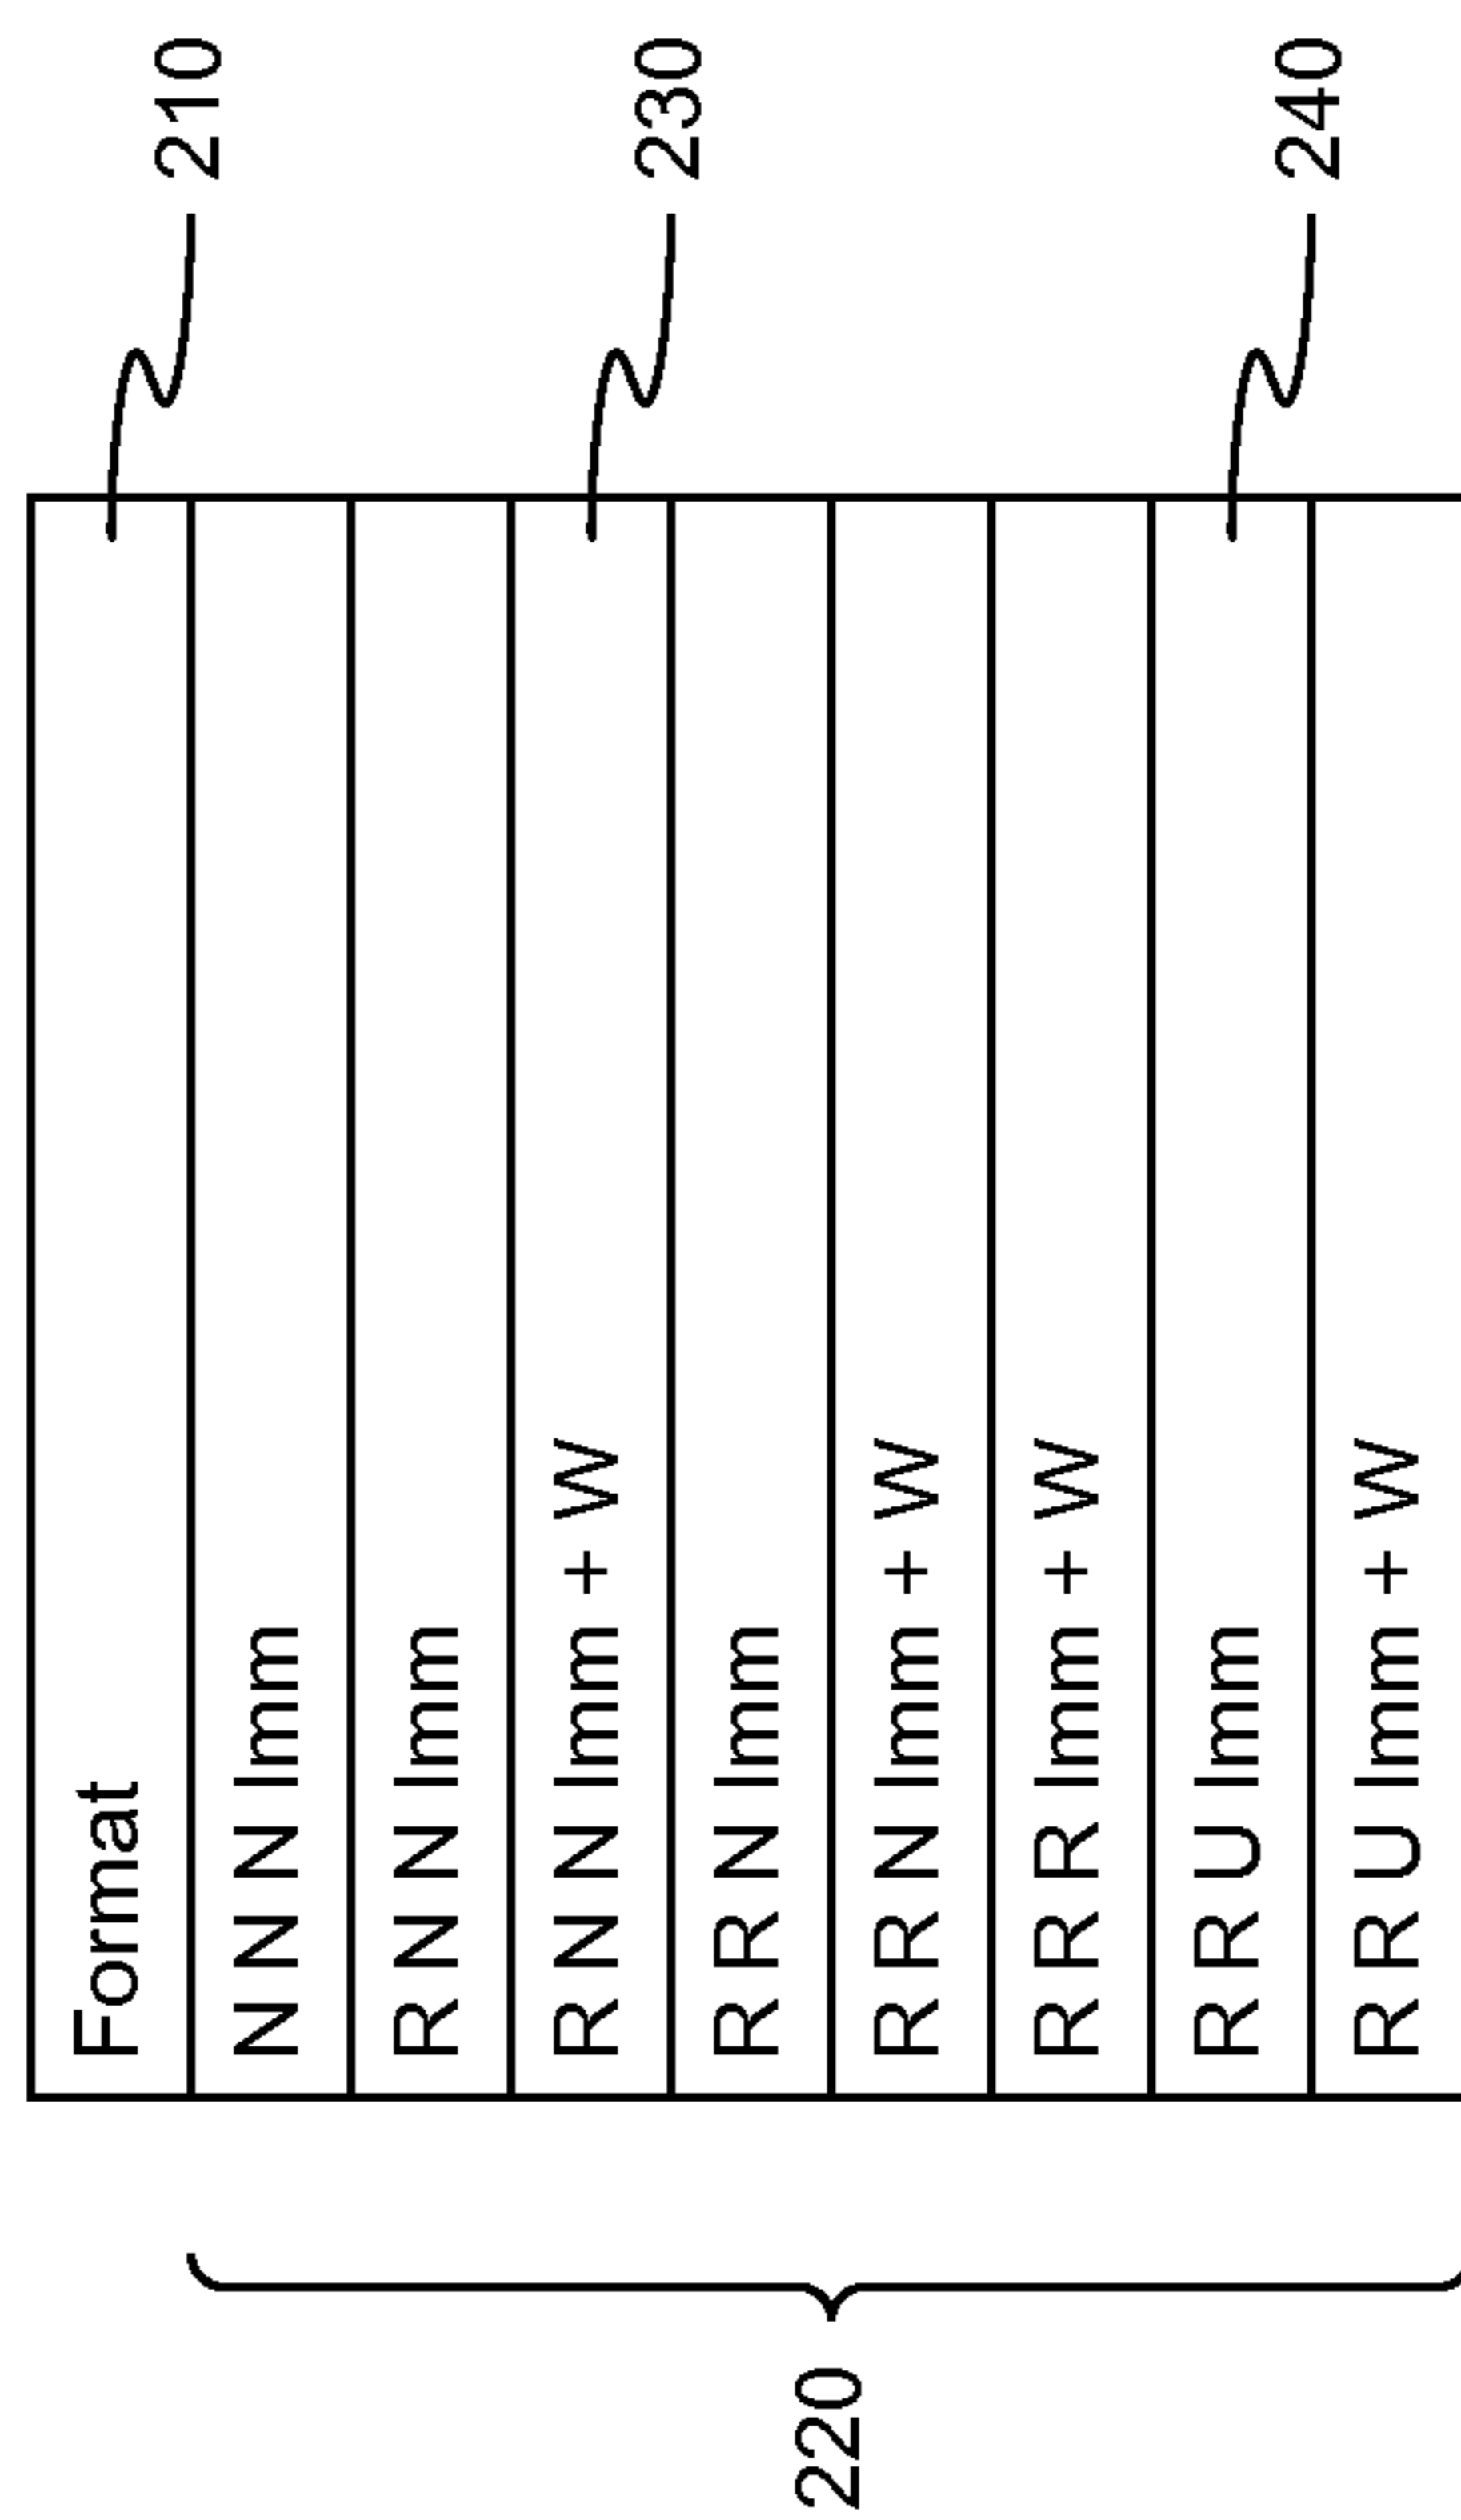 Format 210
N N N Imm
R N N Imm
R N N Imm + W 230
R R N Imm
220 R R N Imm + W
R R R Imm + W
R R U Imm 240
R R U Imm + W